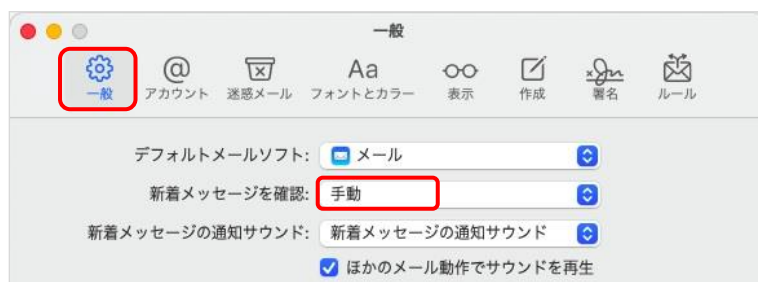 一般
一般 アカウント 迷惑メール フォントとカラー 表示 作成 署名 ルール
デフォルトメールソフト: メール
新着メッセージを確認: 手動
新着メッセージの通知サウンド: 新着メッセージの通知サウンド
ほかのメール動作でサウンドを再生